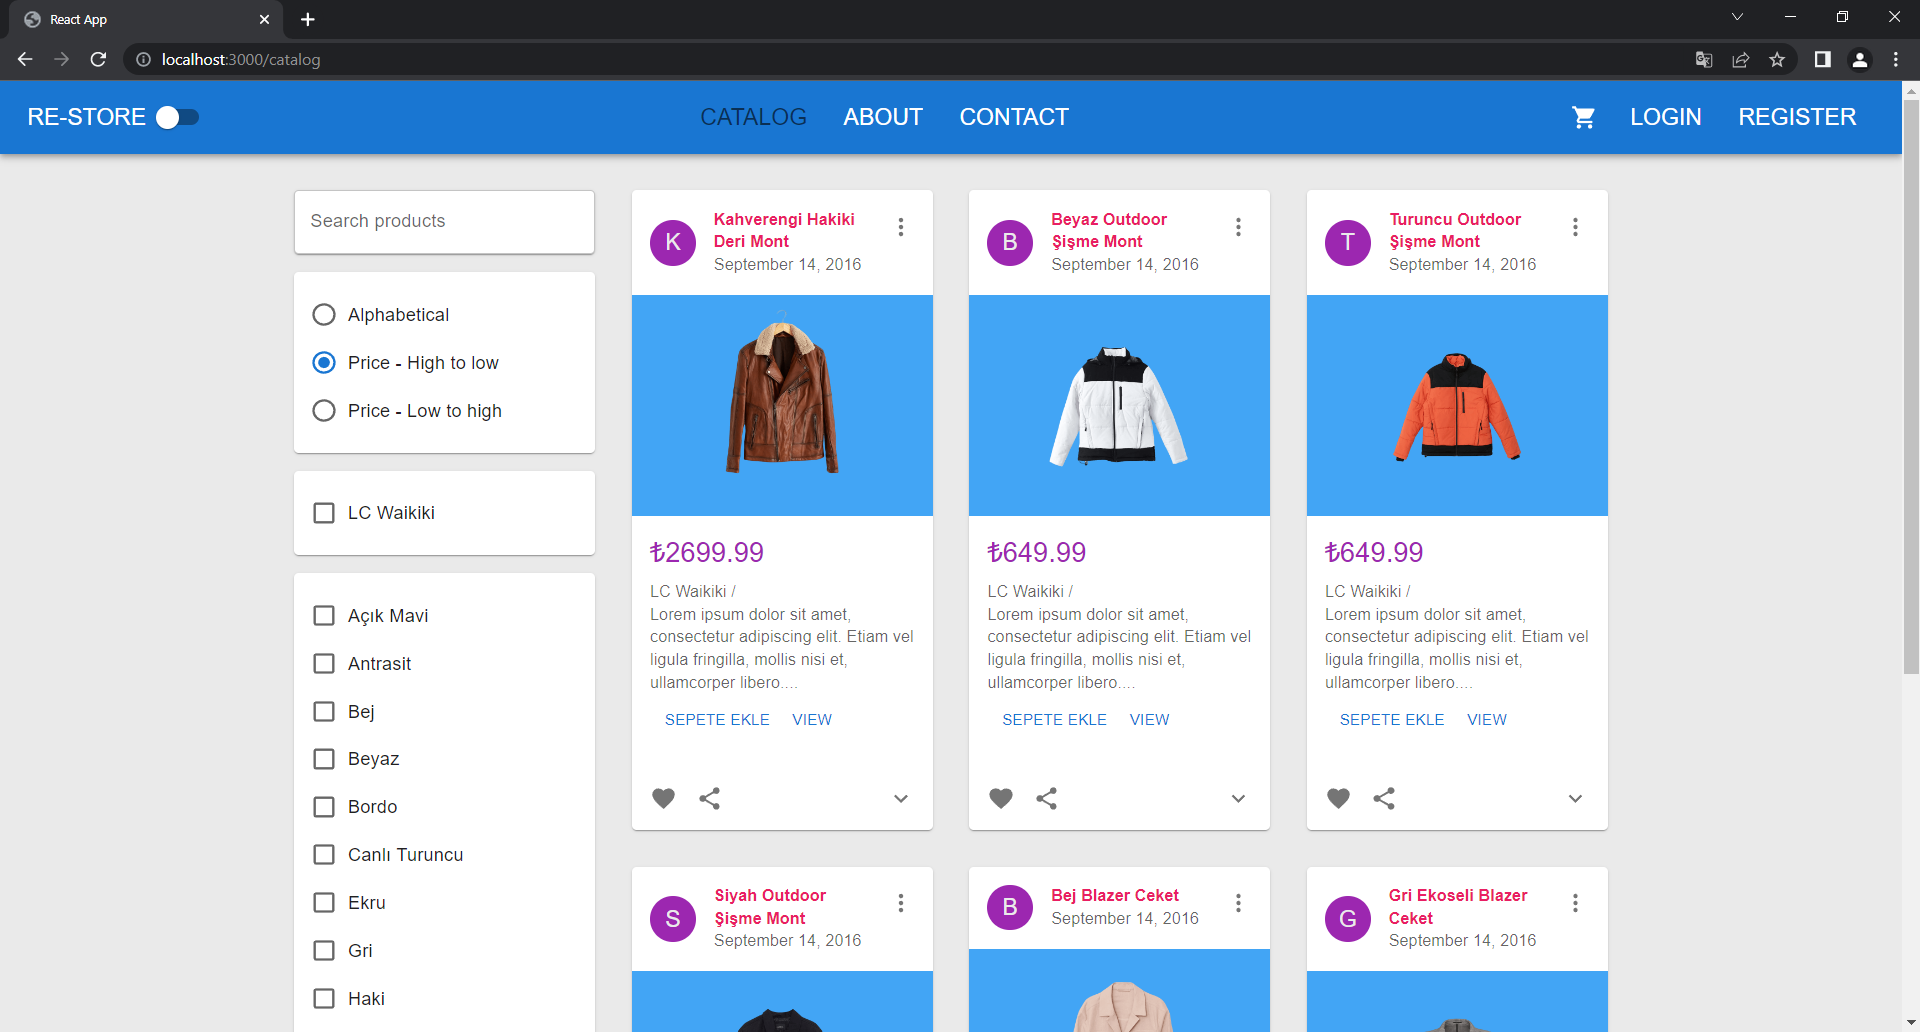 React App
localhost:3000/catalog
RE-STORE
CATALOG
ABOUT
CONTACT
LOGIN
REGISTER
Search products
Alphabetical
Price - High to low
Price - Low to high
LC Waikiki
Açık Mavi
Antrasit
Bej
Beyaz
Bordo
Canlı Turuncu
Ekru
Gri
Haki
K
Kahverengi Hakiki
Deri Mont
September 14, 2016
₺2699.99
LC Waikiki /
Lorem ipsum dolor sit amet,
consectetur adipiscing elit. Etiam vel
ligula fringilla, mollis nisi et,
ullamcorper libero....
SEPETE EKLE
VIEW
B
Beyaz Outdoor
Şişme Mont
September 14, 2016
₺649.99
LC Waikiki /
Lorem ipsum dolor sit amet,
consectetur adipiscing elit. Etiam vel
ligula fringilla, mollis nisi et,
ullamcorper libero....
SEPETE EKLE
VIEW
T
Turuncu Outdoor
Şişme Mont
September 14, 2016
₺649.99
LC Waikiki /
Lorem ipsum dolor sit amet,
consectetur adipiscing elit. Etiam vel
ligula fringilla, mollis nisi et,
ullamcorper libero....
SEPETE EKLE
VIEW
S
Siyah Outdoor
Şişme Mont
September 14, 2016
B
Bej Blazer Ceket
September 14, 2016
G
Gri Ekoseli Blazer
Ceket
September 14, 2016